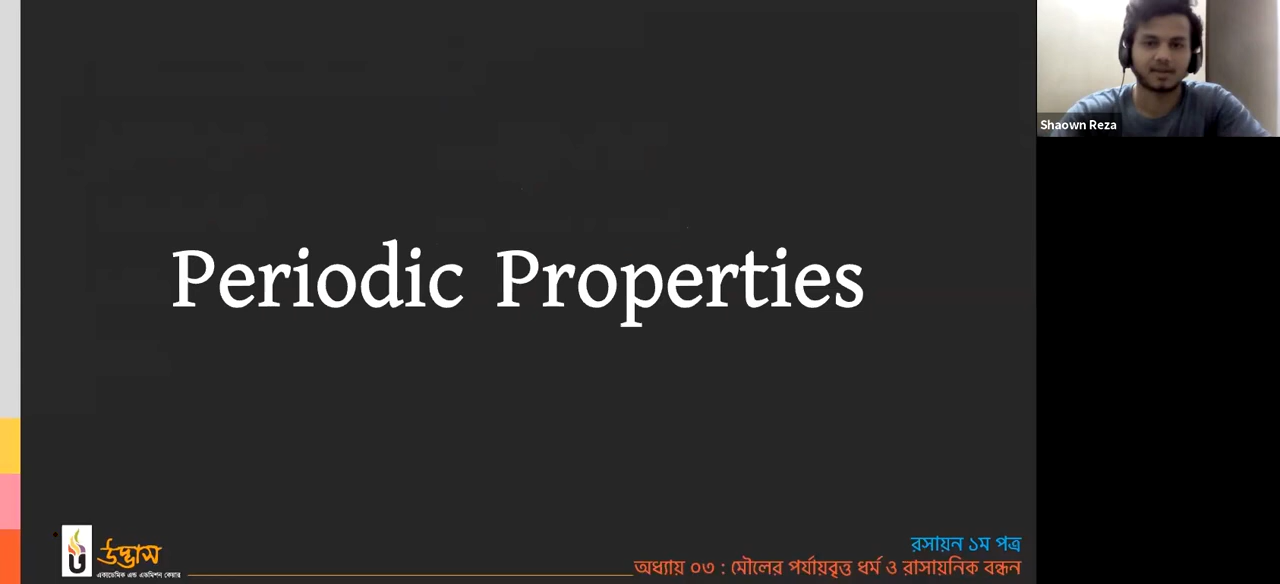 Shaown Reza
Periodic Properties
উদ্ভাস
একাডেমিক এন্ড এডমিশন কেয়ার
রসায়ন ১ম পত্র
অধ্যায় ০৩ : মৌলের পর্যায়বৃত্ত ধর্ম ও রাসায়নিক বন্ধন